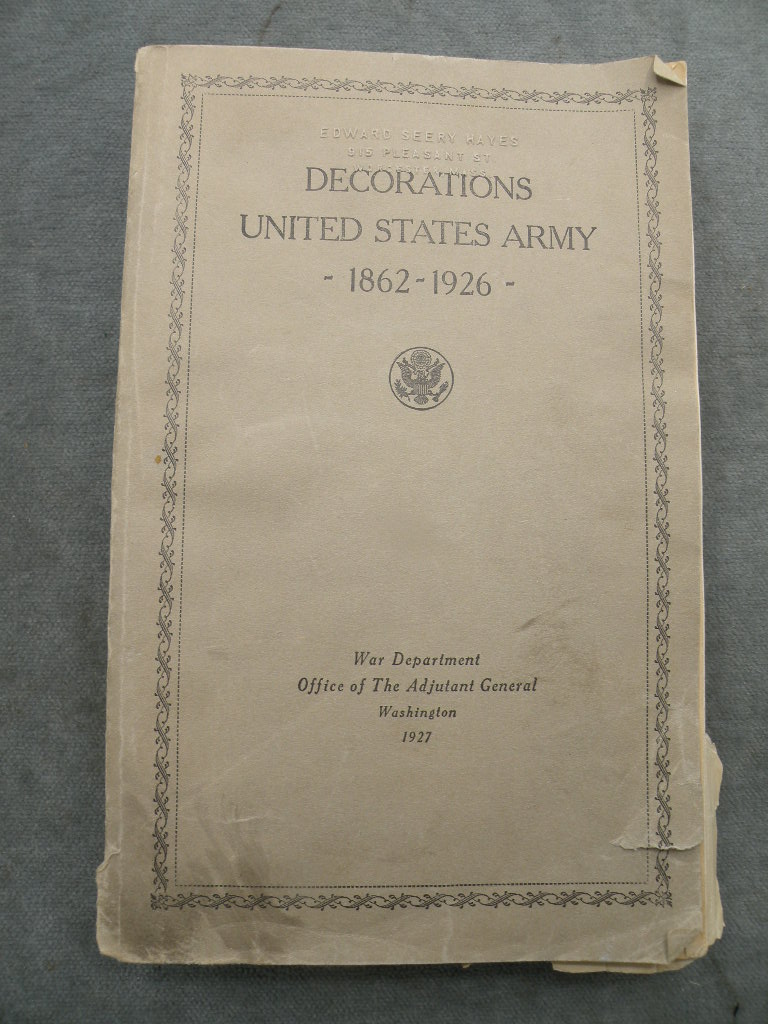 EDWARD SEERY HAYES
915 PLEASANT ST
DECORATIONS
UNITED STATES ARMY
- 1862-1926 -
War Department
Office of The Adjutant General
Washington
1927